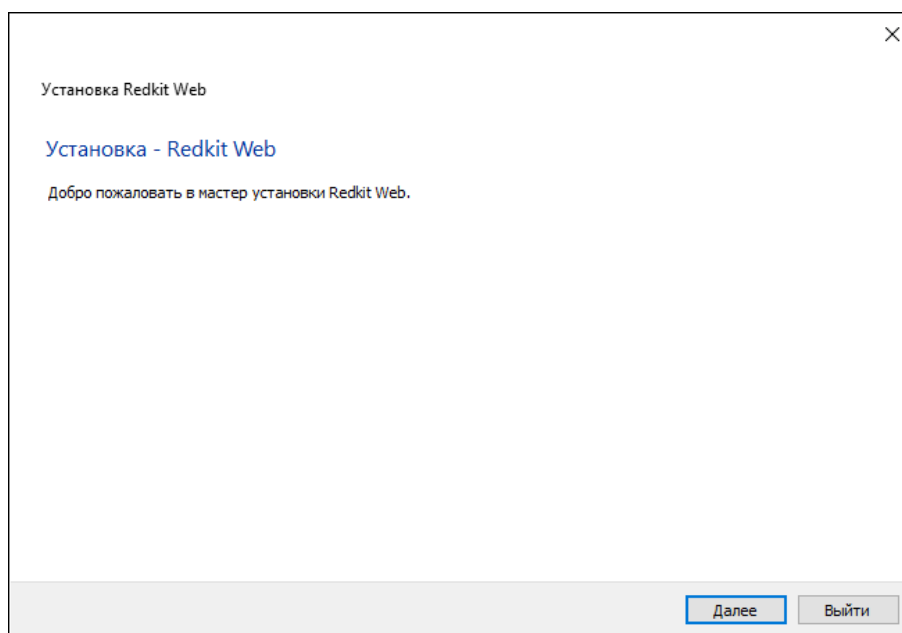 Установка Redkit Web
Установка - Redkit Web
Добро пожаловать в мастер установки Redkit Web.
Далее
Выйти